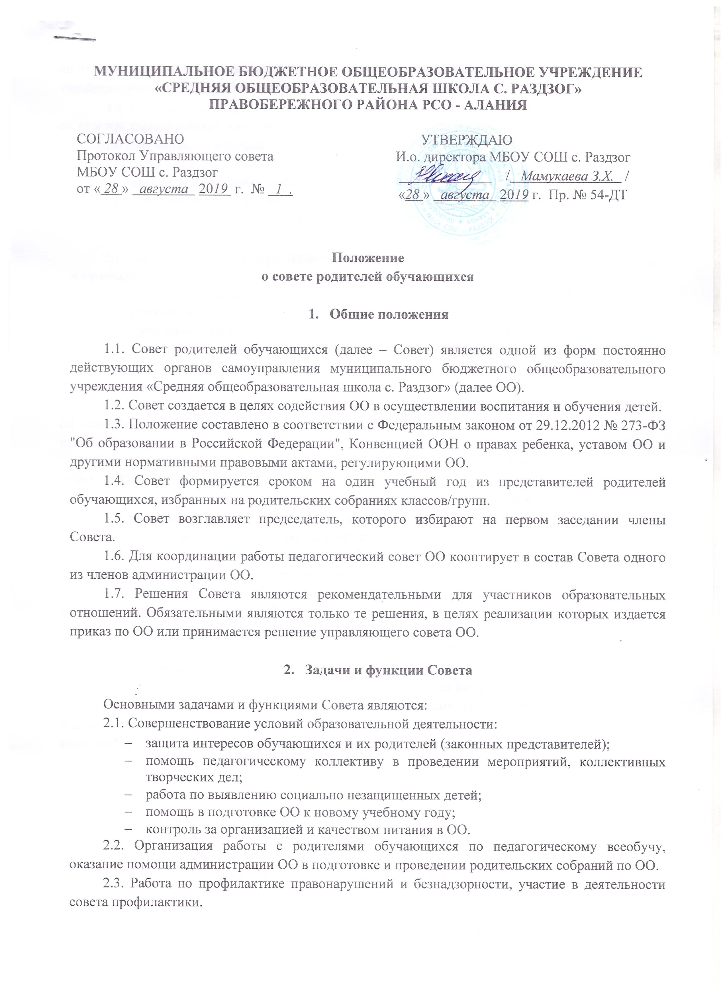 МУНИЦИПАЛЬНОЕ БЮДЖЕТНОЕ ОБЩЕОБРАЗОВАТЕЛЬНОЕ УЧРЕЖДЕНИЕ
«СРЕДНЯЯ ОБЩЕОБРАЗОВАТЕЛЬНАЯ ШКОЛА С. РАЗДЗОГ»
ПРАВОБЕРЕЖНОГО РАЙОНА РСО - АЛАНИЯ
СОГЛАСОВАНО
Протокол Управляющего совета
МБОУ СОШ с. Раздзог
от « 28 » августа 2019 г. № 1 .
УТВЕРЖДАЮ
И.о. директора МБОУ СОШ с. Раздзог
/ Мамукаева З.Х. /
«28 » августа 2019 г. Пр. № 54-ДТ
МБОУ СОШ с. РАЗДЗОГ
Положение
о совете родителей обучающихся
1. Общие положения
1.1. Совет родителей обучающихся (далее – Совет) является одной из форм постоянно
действующих органов самоуправления муниципального бюджетного общеобразовательного
учреждения «Средняя общеобразовательная школа с. Раздзог» (далее ОО).
1.2. Совет создается в целях содействия ОО в осуществлении воспитания и обучения детей.
1.3. Положение составлено в соответствии с Федеральным законом от 29.12.2012 № 273-ФЗ
"Об образовании в Российской Федерации", Конвенцией ООН о правах ребенка, уставом ОО и
другими нормативными правовыми актами, регулирующими ОО.
1.4. Совет формируется сроком на один учебный год из представителей родителей
обучающихся, избранных на родительских собраниях классов/групп.
1.5. Совет возглавляет председатель, которого избирают на первом заседании члены
Совета.
1.6. Для координации работы педагогический совет ОО кооптирует в состав Совета одного
из членов администрации ОО.
1.7. Решения Совета являются рекомендательными для участников образовательных
отношений. Обязательными являются только те решения, в целях реализации которых издается
приказ по ОО или принимается решение управляющего совета ОО.
2. Задачи и функции Совета
Основными задачами и функциями Совета являются:
2.1. Совершенствование условий образовательной деятельности:
– защита интересов обучающихся и их родителей (законных представителей);
– помощь педагогическому коллективу в проведении мероприятий, коллективных
творческих дел;
– работа по выявлению социально незащищенных детей;
– помощь в подготовке ОО к новому учебному году;
– контроль за организацией и качеством питания в ОО.
2.2. Организация работы с родителями обучающихся по педагогическому всеобучу,
оказание помощи администрации ОО в подготовке и проведении родительских собраний по ОО.
2.3. Работа по профилактике правонарушений и безнадзорности, участие в деятельности
совета профилактики.